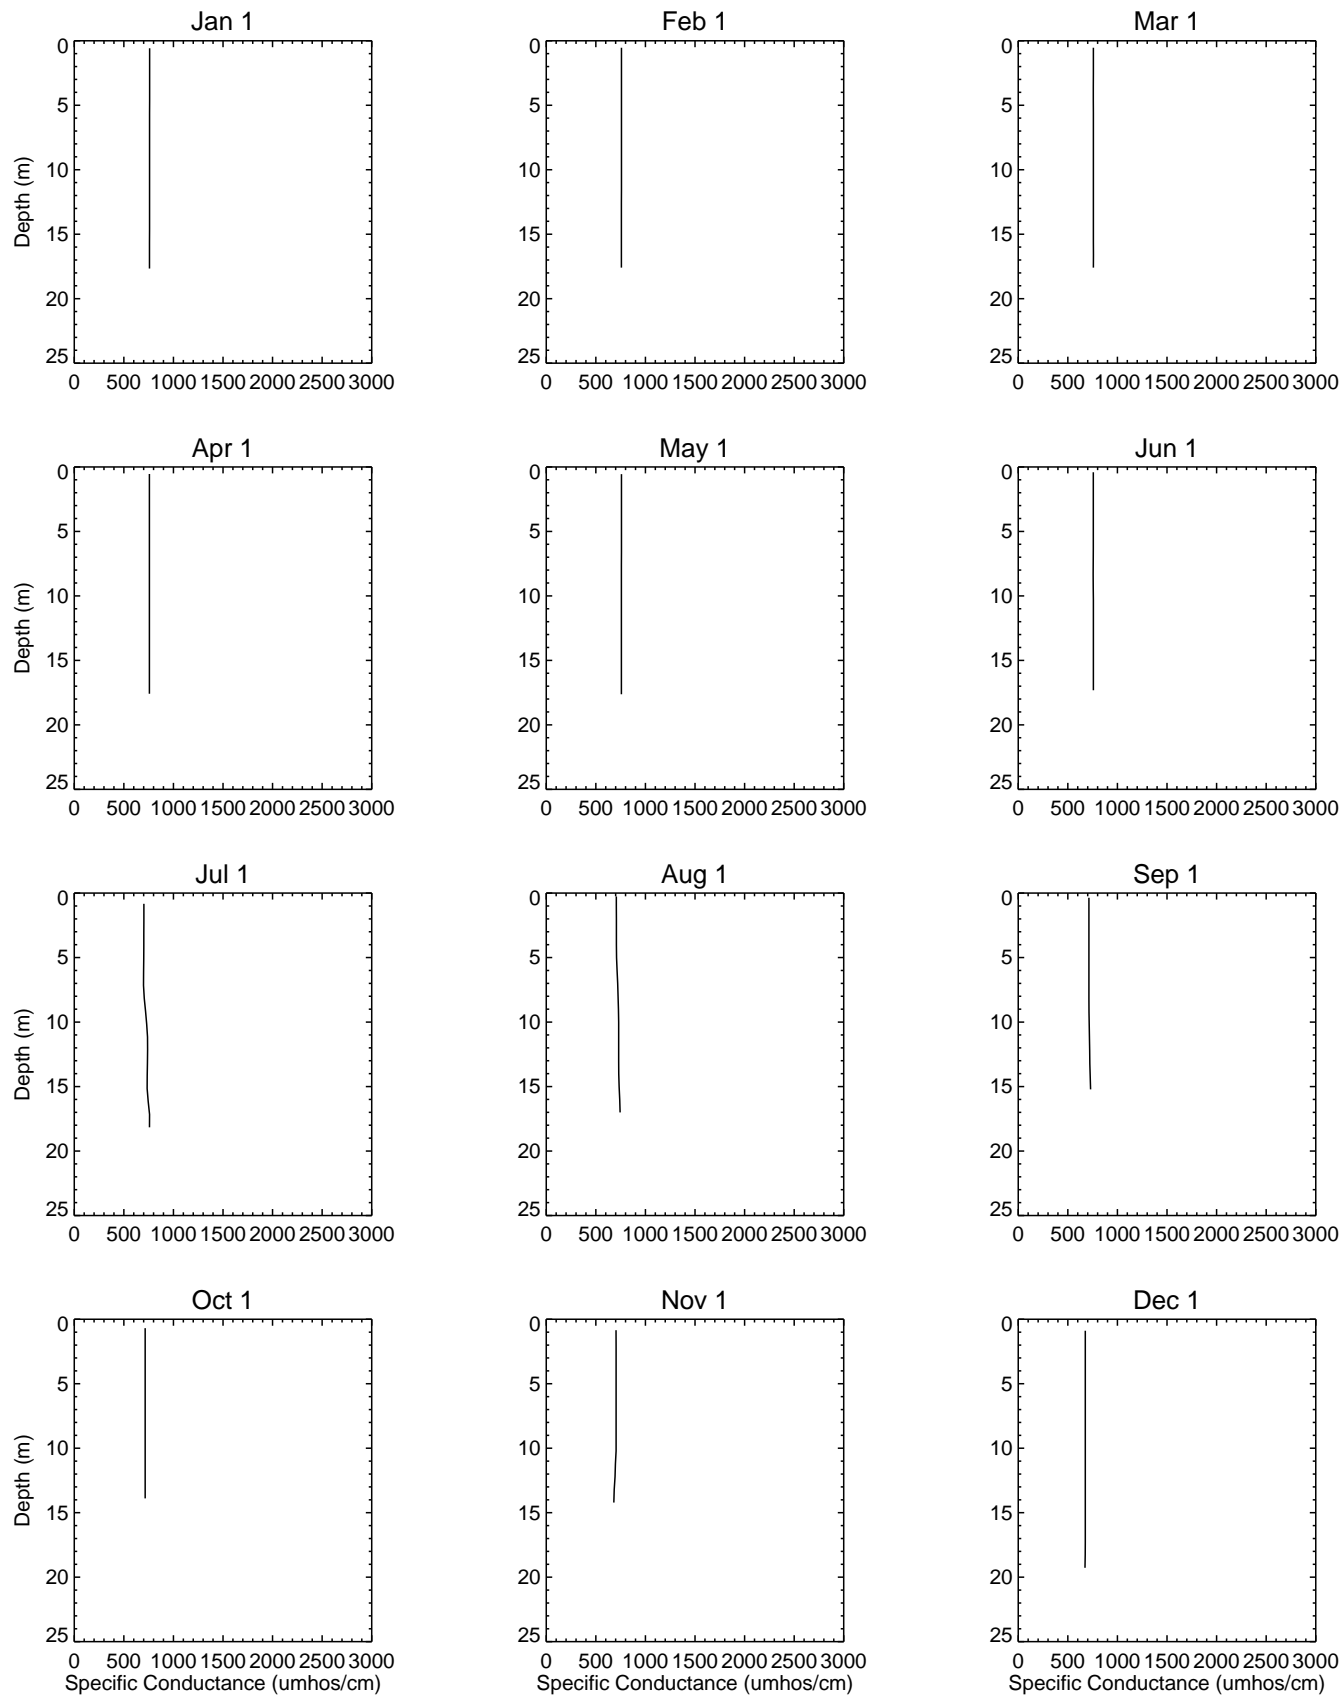 Jan 1 Feb 1 Mar 1
0 0 0
5 5 5
10 10 10
15 15 15
20 20 20
25 25 25
Depth (m)
0 500 1000 1500 2000 2500 3000 0 500 1000 1500 2000 2500 3000 0 500 1000 1500 2000 2500 3000
Apr 1 May 1 Jun 1
0 0 0
5 5 5
10 10 10
15 15 15
20 20 20
25 25 25
Depth (m)
0 500 1000 1500 2000 2500 3000 0 500 1000 1500 2000 2500 3000 0 500 1000 1500 2000 2500 3000
Jul 1 Aug 1 Sep 1
0 0 0
5 5 5
10 10 10
15 15 15
20 20 20
25 25 25
Depth (m)
0 500 1000 1500 2000 2500 3000 0 500 1000 1500 2000 2500 3000 0 500 1000 1500 2000 2500 3000
Oct 1 Nov 1 Dec 1
0 0 0
5 5 5
10 10 10
15 15 15
20 20 20
25 25 25
Depth (m)
0 500 1000 1500 2000 2500 3000 0 500 1000 1500 2000 2500 3000 0 500 1000 1500 2000 2500 3000
Specific Conductance (umhos/cm) Specific Conductance (umhos/cm) Specific Conductance (umhos/cm)